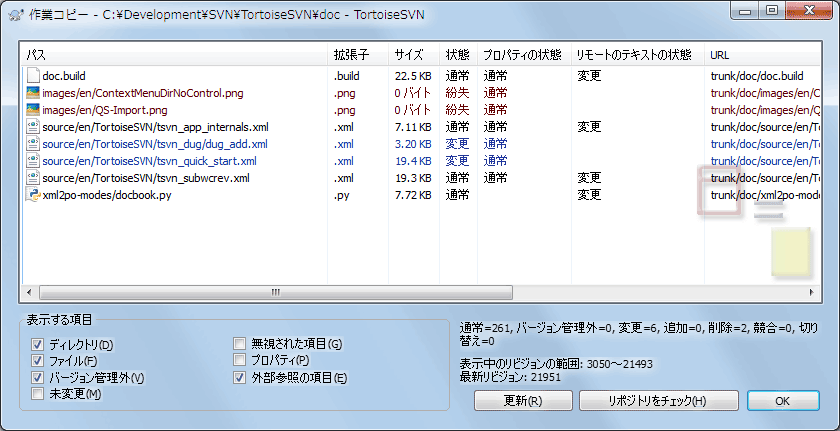 作業コピー - C:¥Development¥SVN¥TortoiseSVN¥doc - TortoiseSVN
パス 拡張子 サイズ 状態 プロパティの状態 リモートのテキストの状態 URL
doc.build .build 22.5 KB 通常 通常 変更 trunk/doc/doc.build
images/en/ContextMenuDirNoControl.png .png 0 バイト 紛失 通常 trunk/doc/images/en/C
images/en/QS-Import.png .png 0 バイト 紛失 通常 trunk/doc/images/en/Q
source/en/TortoiseSVN/tsvn_app_internals.xml .xml 7.11 KB 通常 通常 変更 trunk/doc/source/en/To
source/en/TortoiseSVN/tsvn_dug/dug_add.xml .xml 3.20 KB 変更 通常 trunk/doc/source/en/To
source/en/TortoiseSVN/tsvn_quick_start.xml .xml 19.4 KB 変更 通常 trunk/doc/source/en/To
source/en/TortoiseSVN/tsvn_subwcrev.xml .xml 19.3 KB 通常 通常 変更 trunk/doc/source/en/To
xml2po-modes/docbook.py .py 7.72 KB 通常 変更 trunk/doc/xml2po-mode
表示する項目
ディレクトリ(D)
ファイル(F)
バージョン管理外(V)
未変更(M)
無視された項目(G)
プロパティ(P)
外部参照の項目(E)
通常=261, バージョン管理外=0, 変更=6, 追加=0, 削除=2, 競合=0, 切り
替え=0
表示中のリビジョンの範囲: 3050～21493
最新リビジョン: 21951
更新(R)
リポジトリをチェック(H)
OK